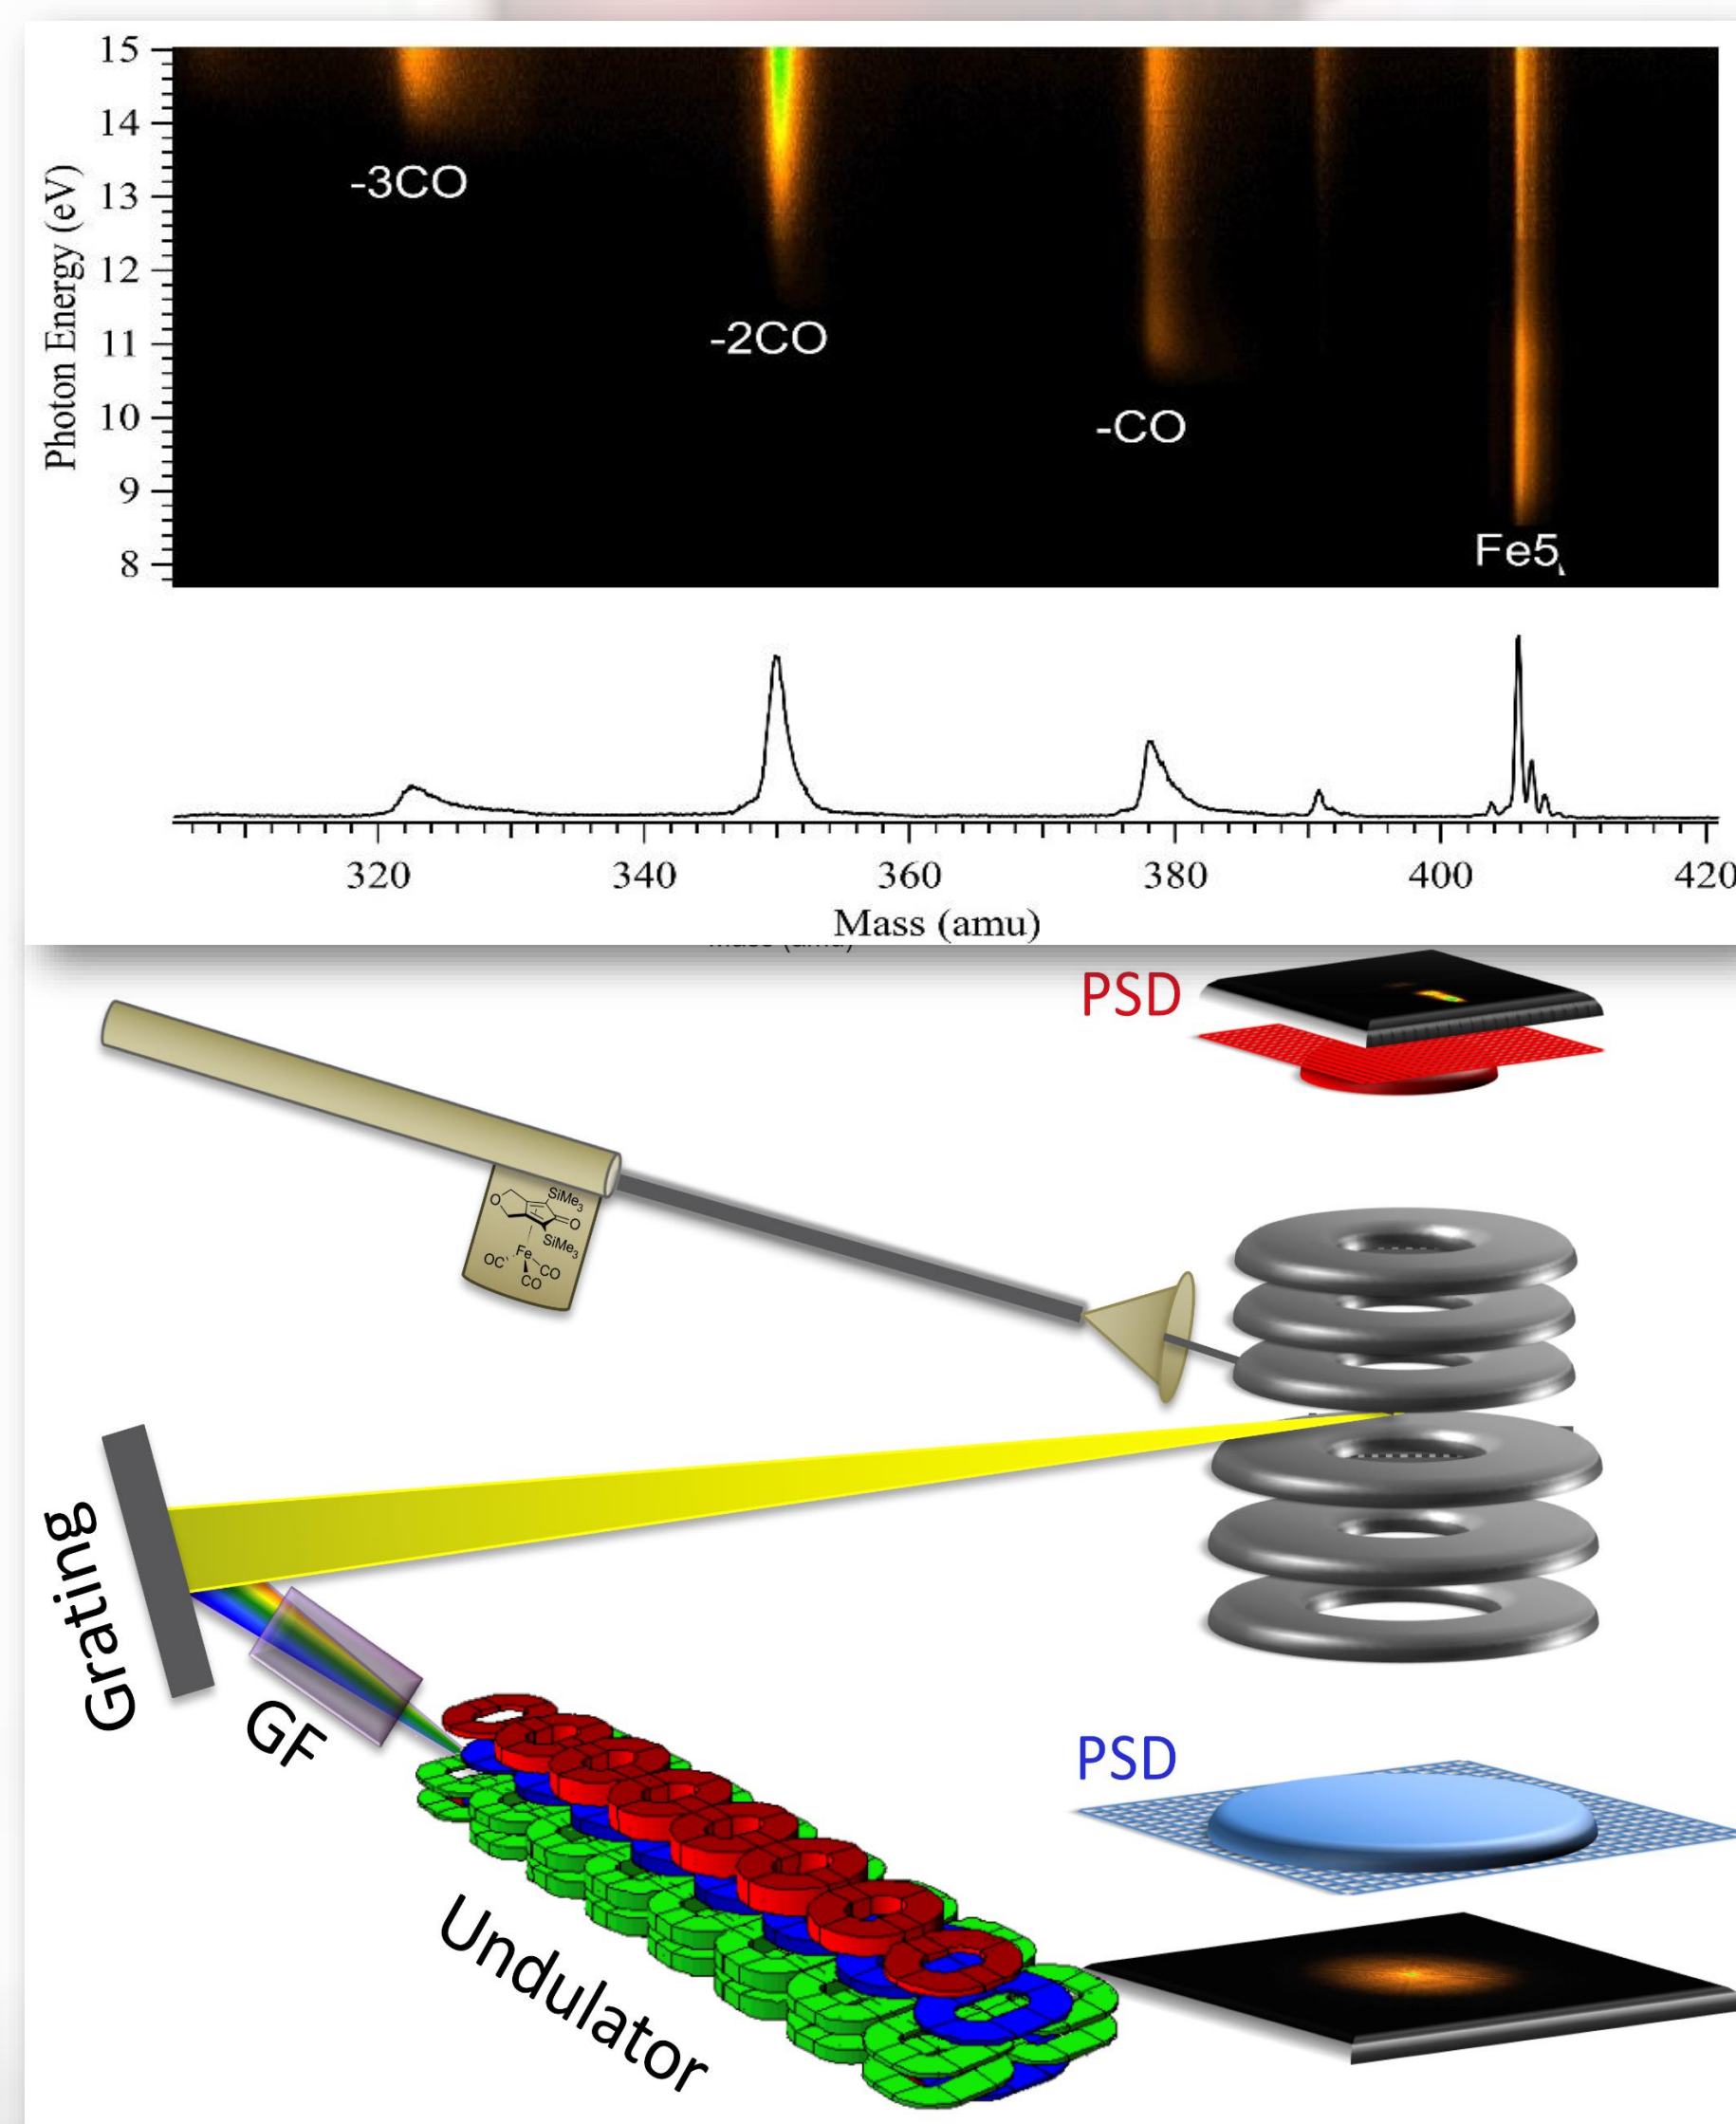 15
14
13
12
11
10
9
8
Photon Energy (eV)
-3CO
-2CO
-CO
Fe5
320 340 360 380 400 420
Mass (amu)
PSD
SiMe3
O
O
SiMe3
Fe
OC CO
CO
Grating
GF
PSD
Undulator